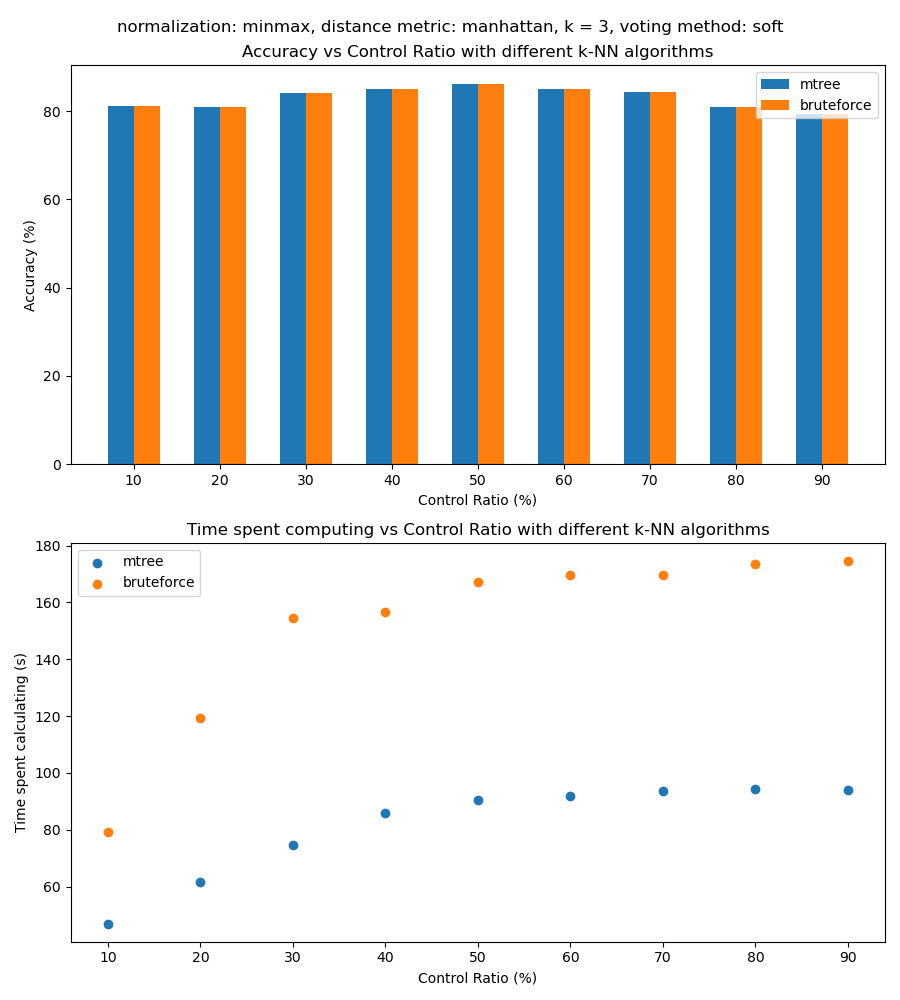 normalization: minmax, distance metric: manhattan, k = 3, voting method: soft
Accuracy vs Control Ratio with different k-NN algorithms
mtree
bruteforce
80
60
40
20
0
Accuracy (%)
10 20 30 40 50 60 70 80 90
Control Ratio (%)
Time spent computing vs Control Ratio with different k-NN algorithms
mtree
bruteforce
180
160
140
120
100
80
60
Time spent calculating (s)
10 20 30 40 50 60 70 80 90
Control Ratio (%)